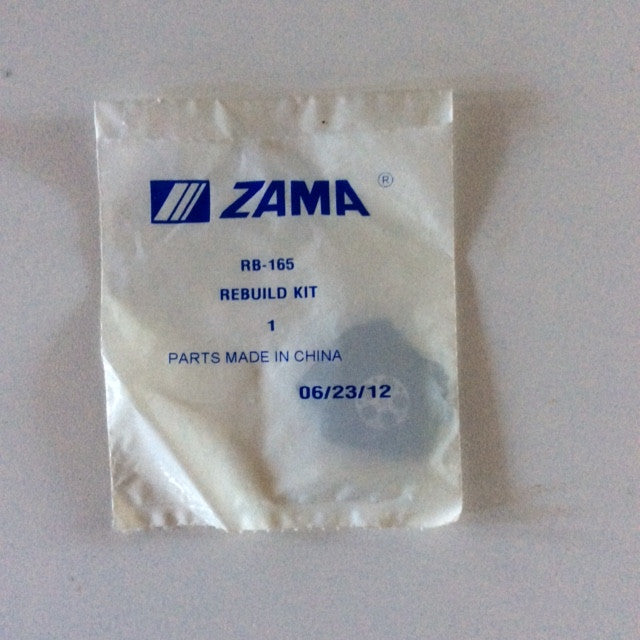 ZAMA ®
RB-165
REBUILD KIT
1
PARTS MADE IN CHINA
06/23/12